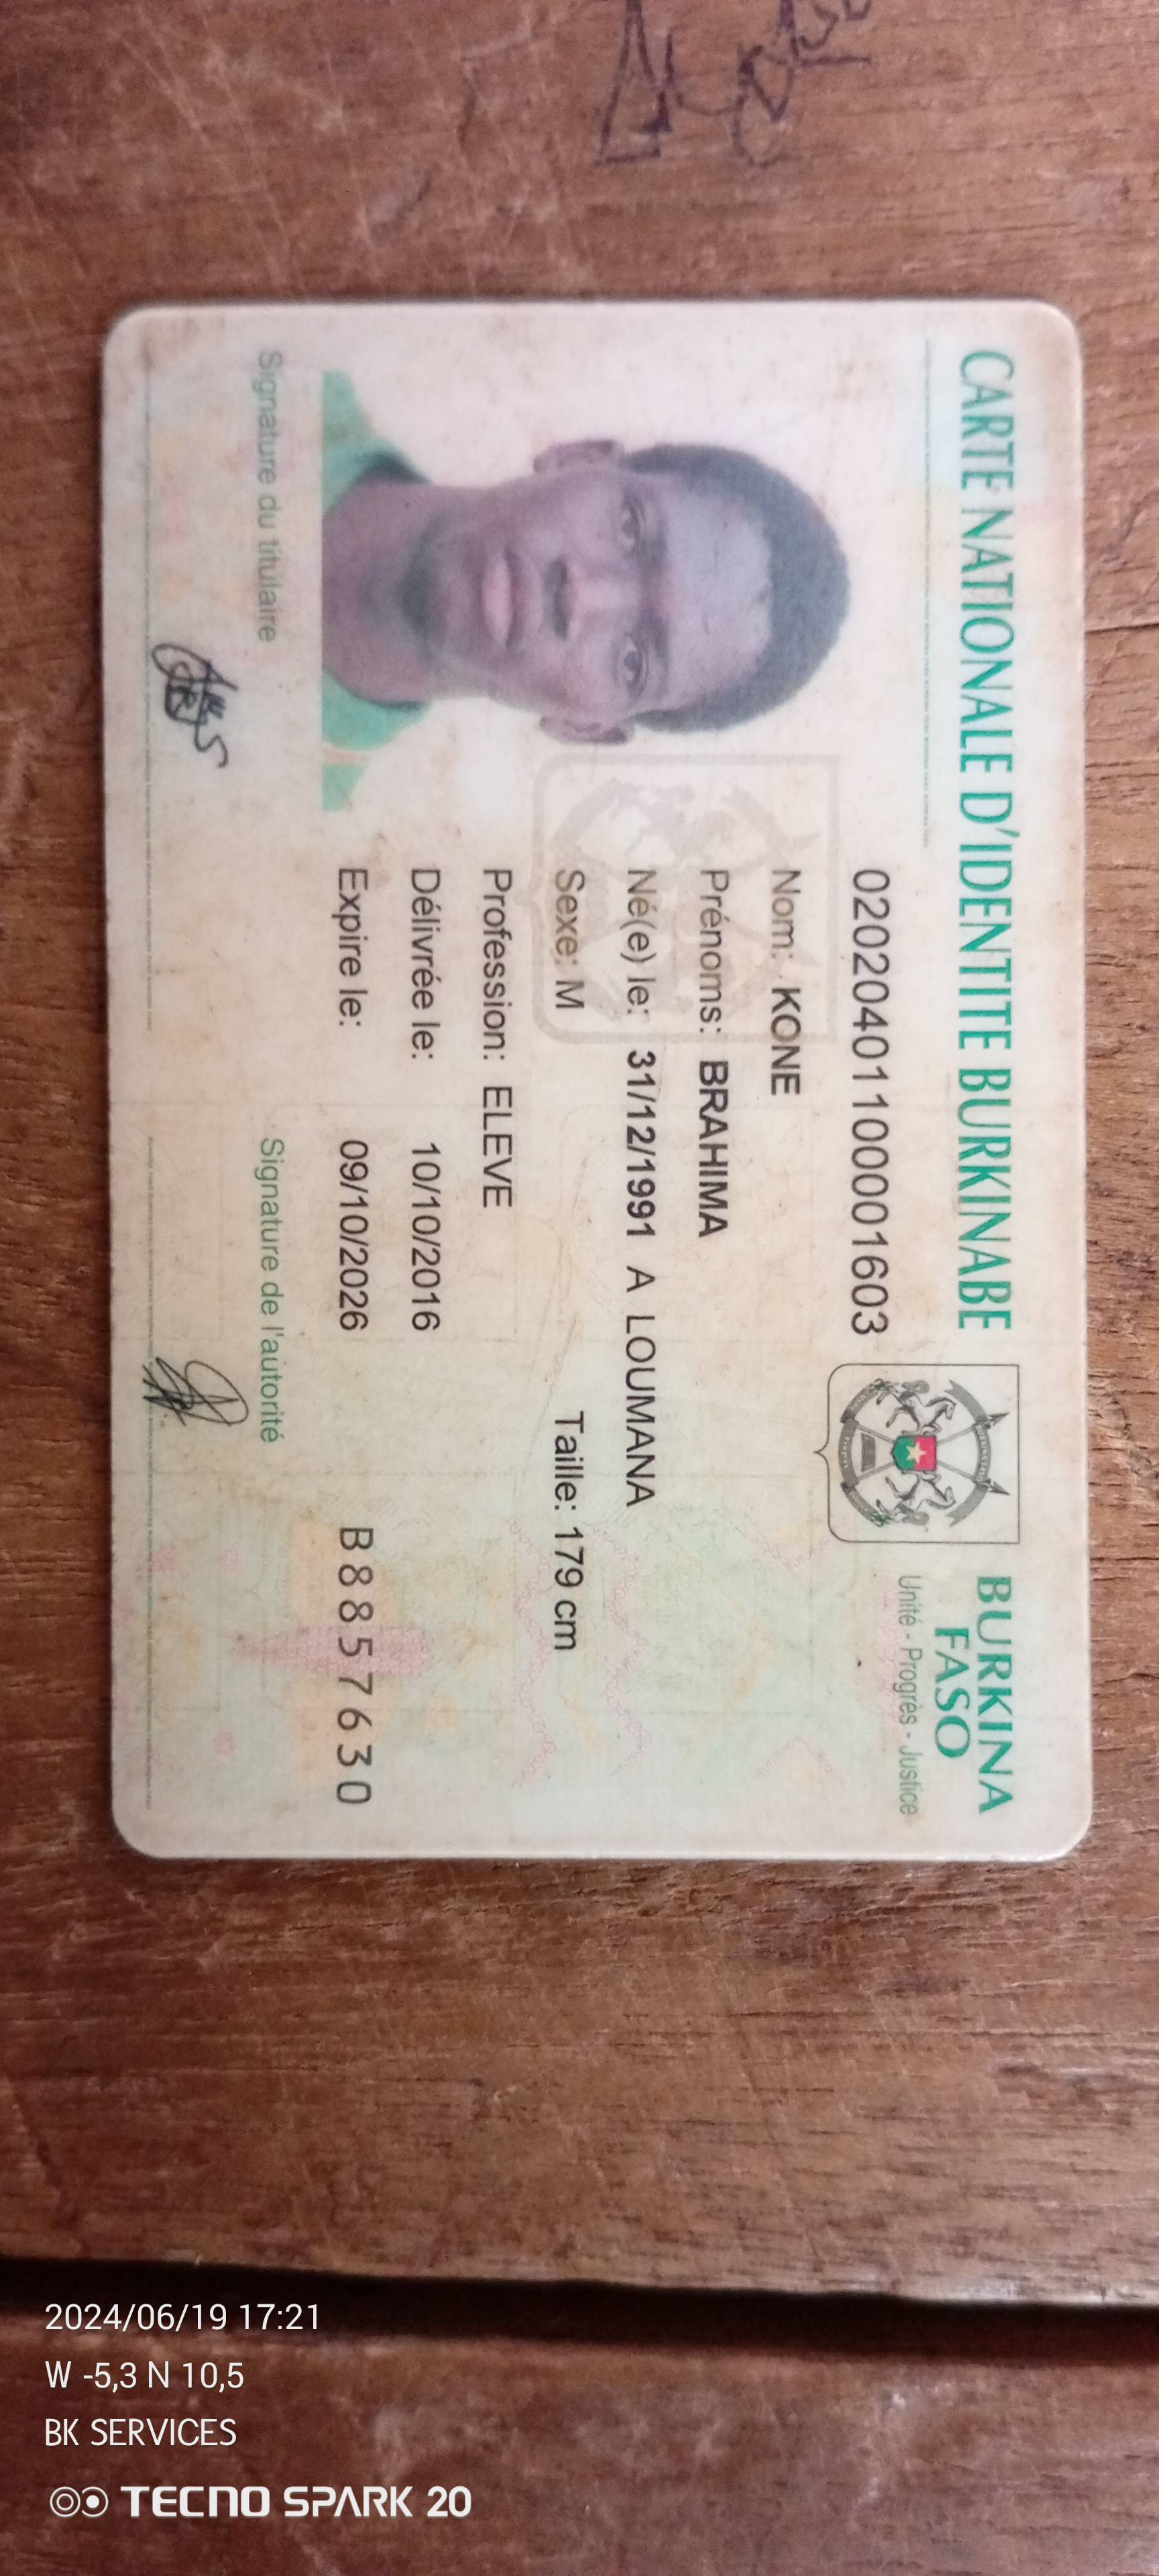 CARTE NATIONALE D'IDENTITE BURKINABE
BURKINA
FASO
Unité - Progrès - Justice
02020401100001603
Nom: KONE
Prénoms: BRAHIMA
Né(e) le: 31/12/1991 A LOUMANA
Sexe: M Taille: 179 cm
Profession: ELEVE
Délivrée le: 10/10/2016
Expire le: 09/10/2026
B8857630
Signature du titulaire
Signature de l'autorité
2024/06/19 17:21
W -5,3 N 10,5
BK SERVICES
TECNO SPARK 20